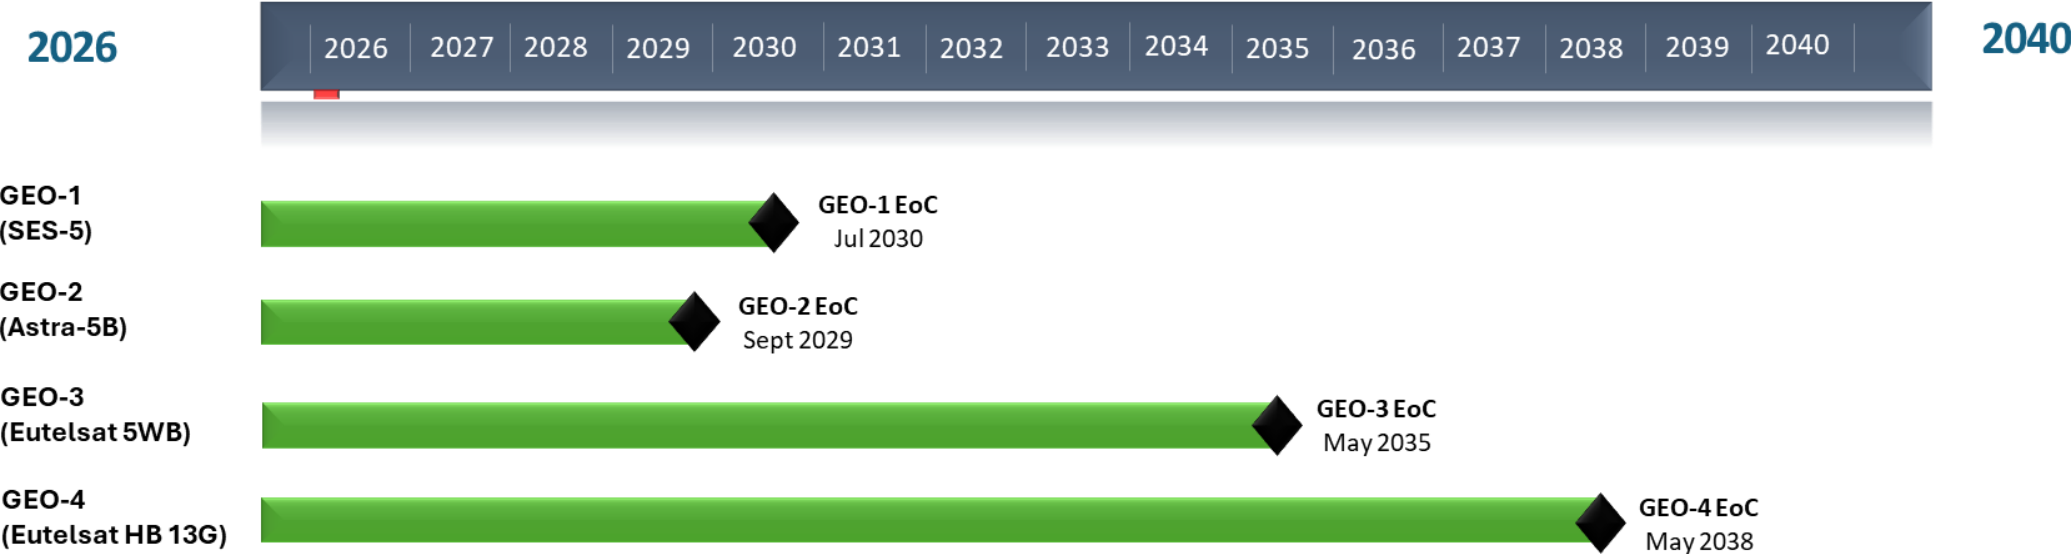 2026
2026 2027 2028 2029 2030 2031 2032 2033 2034 2035 2036 2037 2038 2039 2040
2040
GEO-1
(SES-5)
GEO-1 EoC
Jul 2030
GEO-2
(Astra-5B)
GEO-2 EoC
Sept 2029
GEO-3
(Eutelsat 5WB)
GEO-3 EoC
May 2035
GEO-4
(Eutelsat HB 13G)
GEO-4 EoC
May 2038